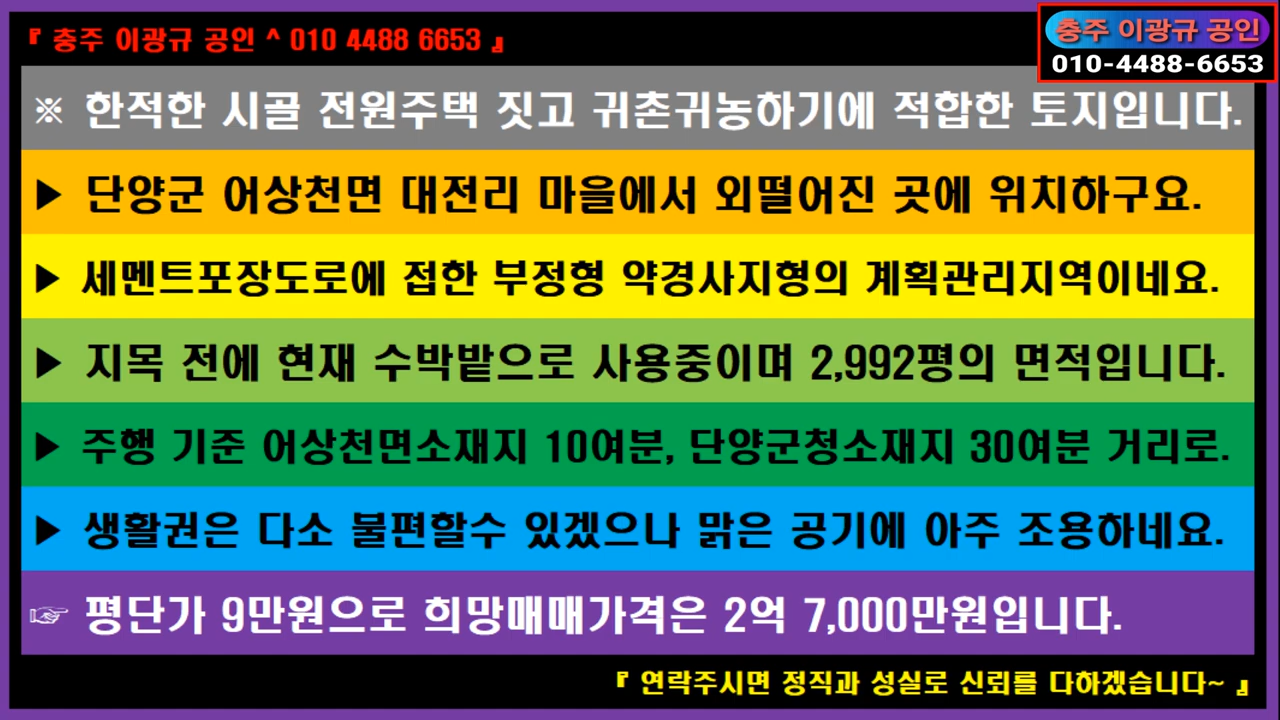 『 충주 이광규 공인 ^ 010 4488 6653 』
충주 이광규 공인
010-4488-6653
※ 한적한 시골 전원주택 짓고 귀촌귀농하기에 적합한 토지입니다.
▶ 단양군 어상천면 대전리 마을에서 외떨어진 곳에 위치하구요.
▶ 세멘트포장도로에 접한 부정형 약경사지형의 계획관리지역이네요.
▶ 지목 전에 현재 수박밭으로 사용중이며 2,992평의 면적입니다.
▶ 주행 기준 어상천면소재지 10여분, 단양군청소재지 30여분 거리로.
▶ 생활권은 다소 불편할수 있겠으나 맑은 공기에 아주 조용하네요.
☞ 평단가 9만원으로 희망매매가격은 2억 7,000만원입니다.
『 연락주시면 정직과 성실로 신뢰를 다하겠습니다~ 』